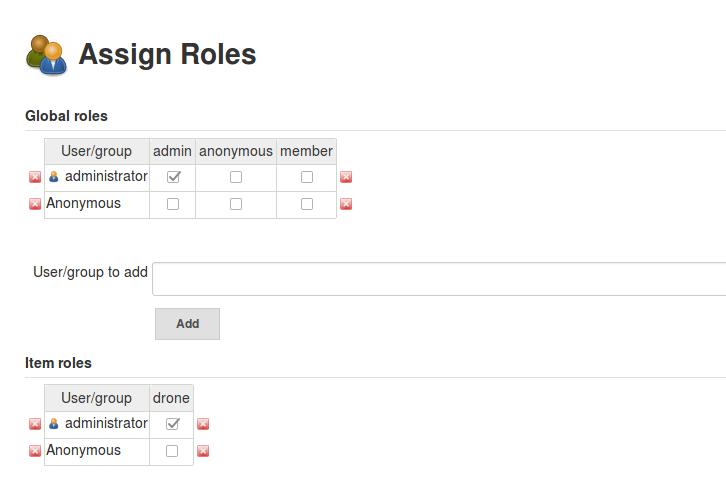 Assign Roles
Global roles
User/group admin anonymous member
administrator
Anonymous
User/group to add
Add
Item roles
User/group drone
administrator
Anonymous